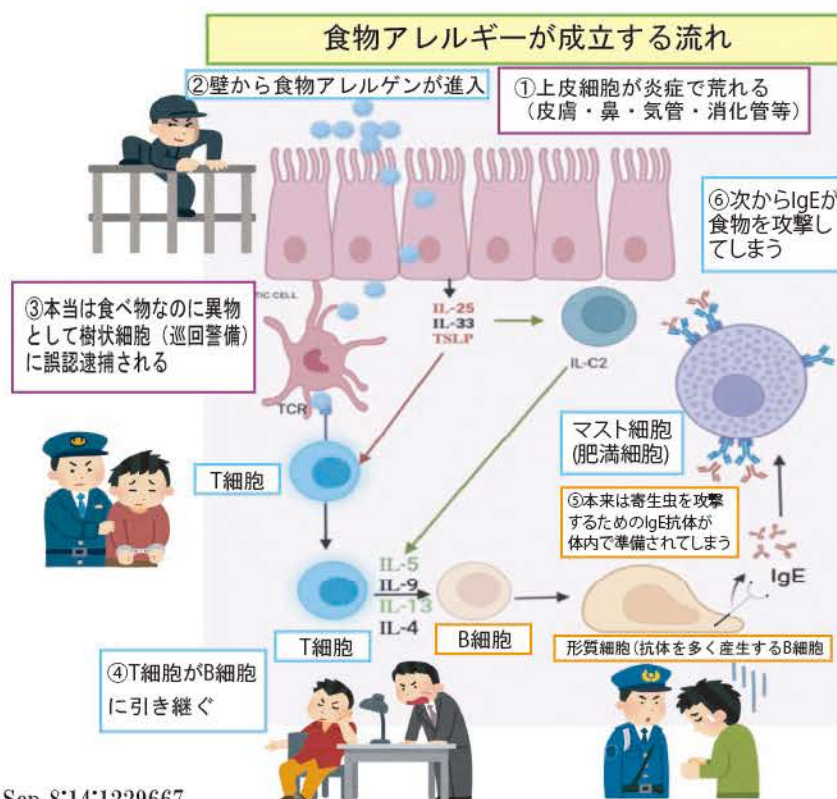 食物アレルギーが成立する流れ
②壁から食物アレルゲンが進入
①上皮細胞が炎症で荒れる
（皮膚・鼻・気管・消化管等）
⑥次からIgEが
食物を攻撃し
てしまう
③本当は食べ物なのに異物
として樹状細胞（巡回警備）
に誤認逮捕される
TIC CELL
IL-25
IL-33
TSLP
IL-C2
TCR
T細胞
マスト細胞
(肥満細胞)
⑤本来は寄生虫を攻撃
するためのIgE抗体が
体内で準備されてしまう
IgE
IL-5
IL-9
IL-13
IL-4
T細胞
B細胞
形質細胞(抗体を多く産生するB細胞
④T細胞がB細胞
に引き継ぐ
Sep 8;14:1229667